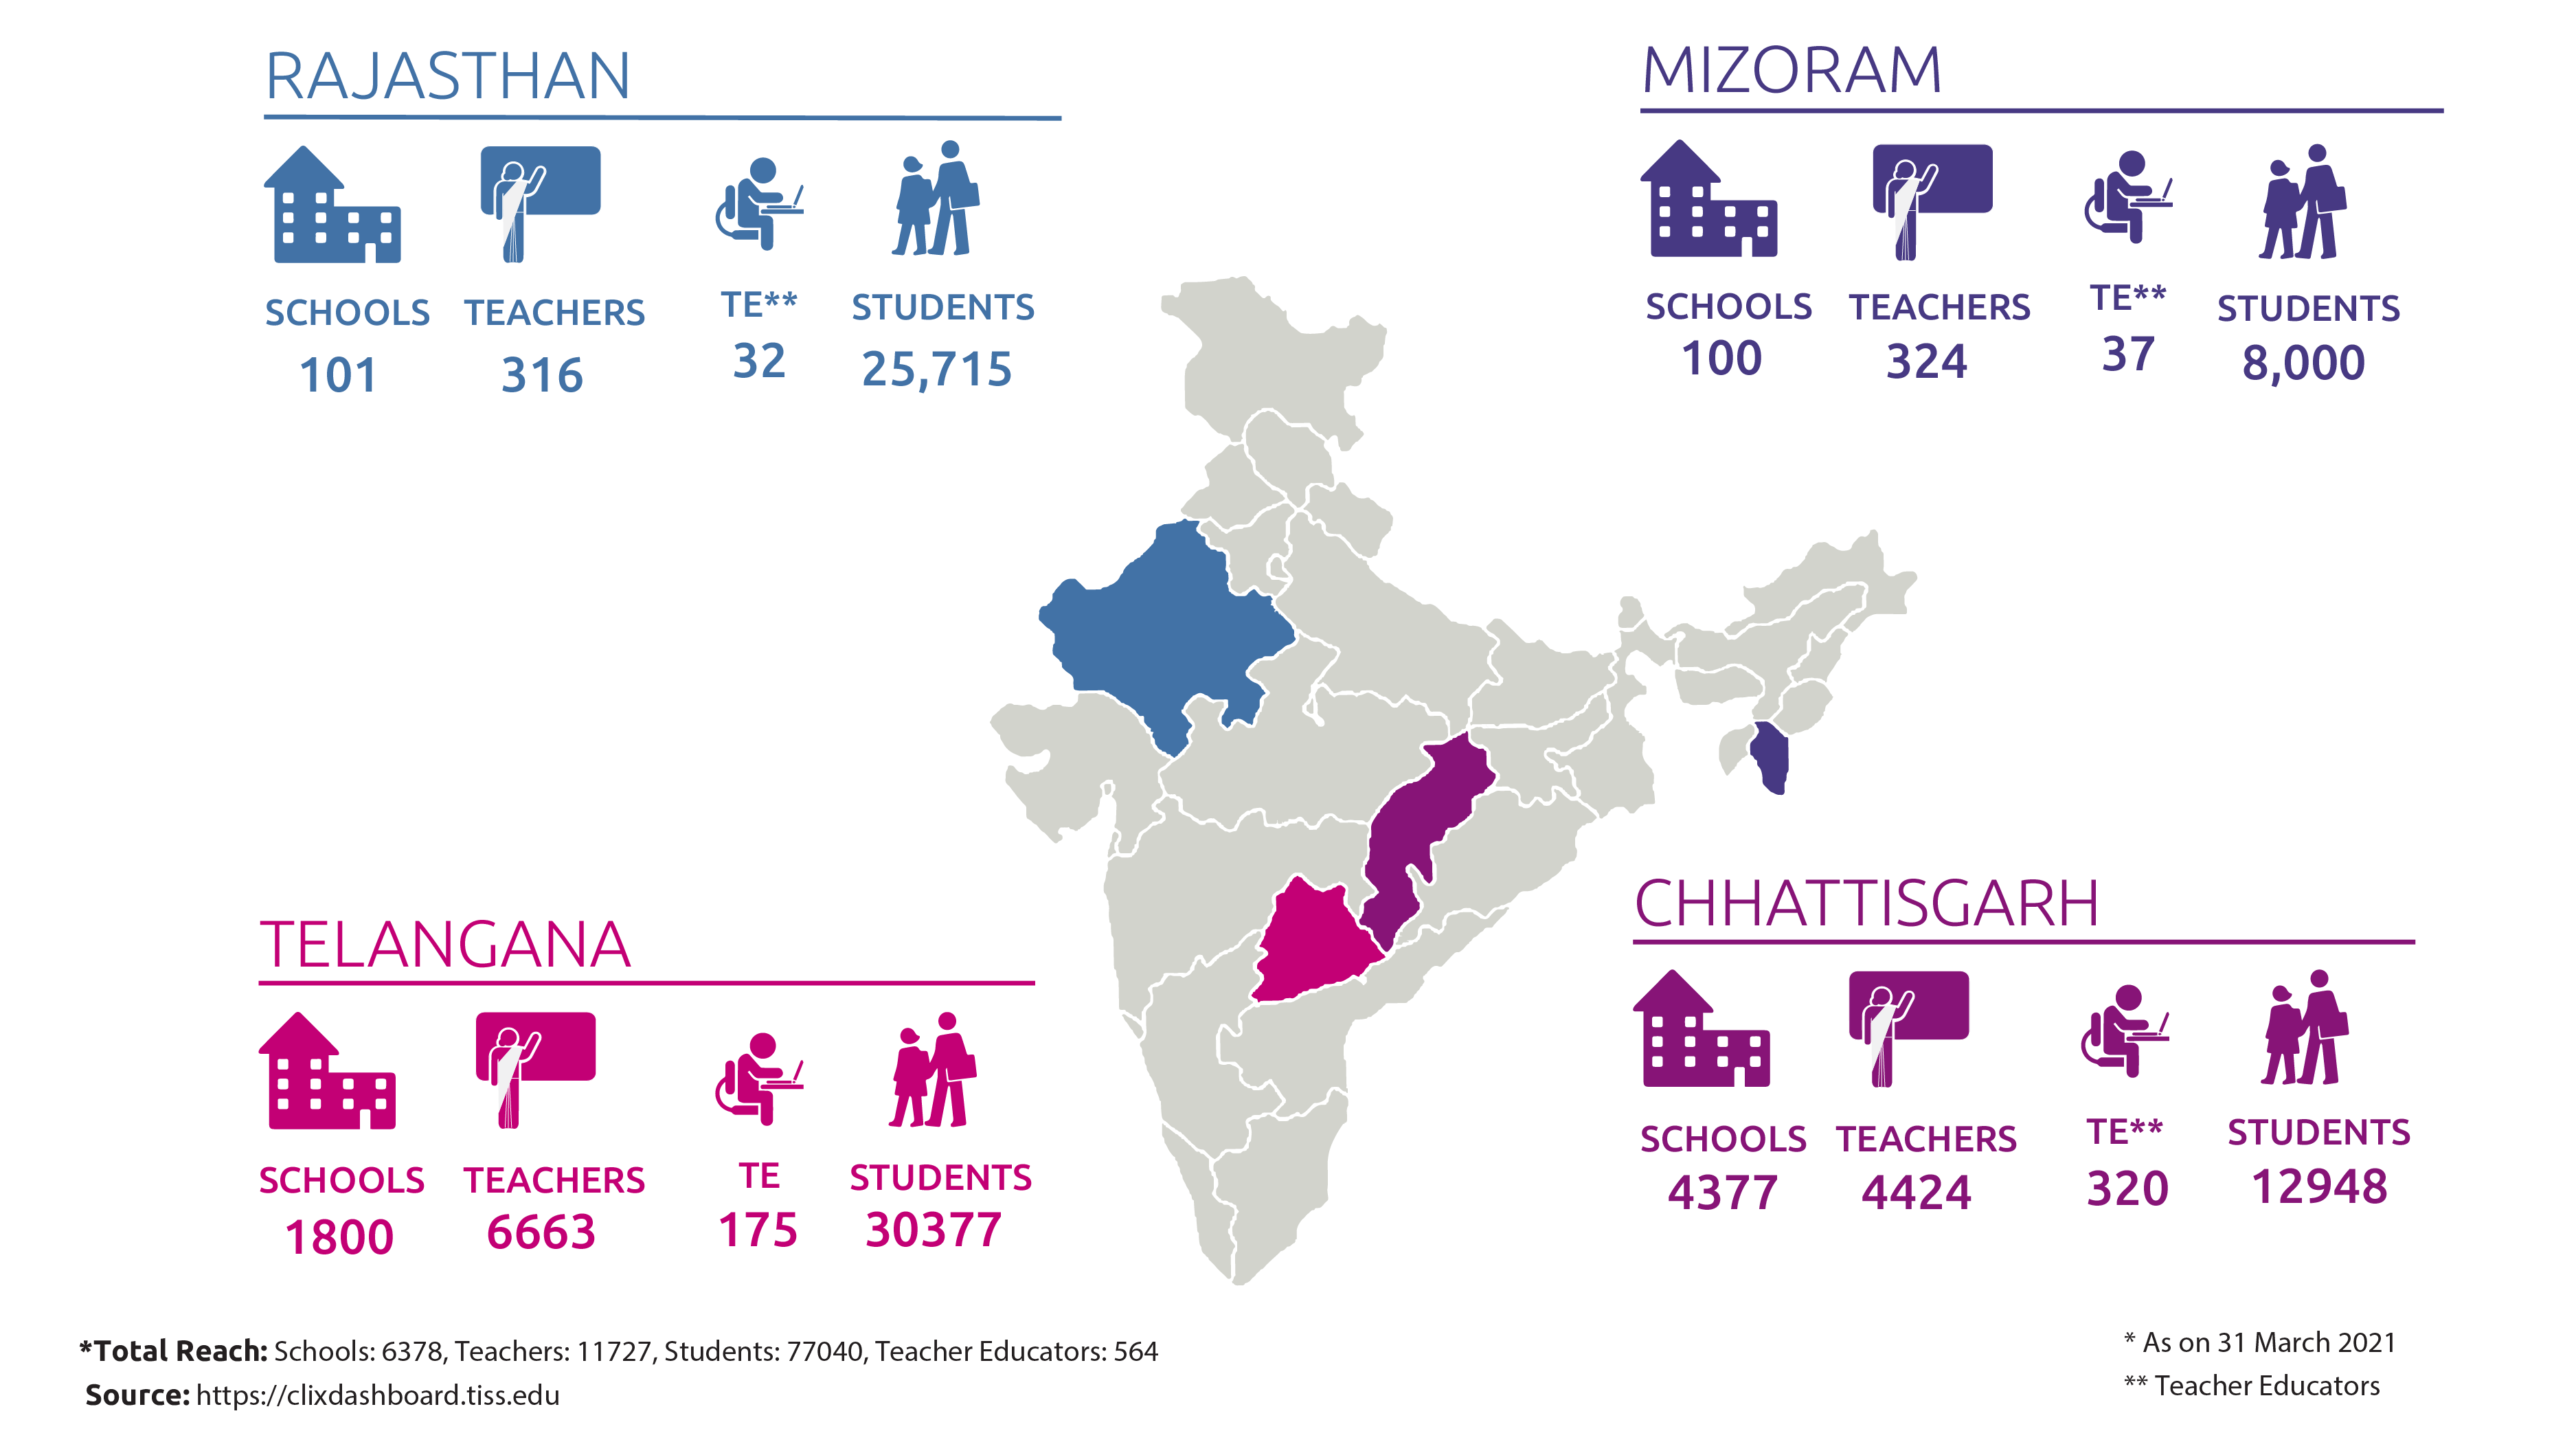 RAJASTHAN
SCHOOLS TEACHERS TE** STUDENTS
101 316 32 25,715
MIZORAM
SCHOOLS TEACHERS TE** STUDENTS
100 324 37 8,000
TELANGANA
SCHOOLS TEACHERS TE STUDENTS
1800 6663 175 30377
CHHATTISGARH
SCHOOLS TEACHERS TE** STUDENTS
4377 4424 320 12948
*Total Reach: Schools: 6378, Teachers: 11727, Students: 77040, Teacher Educators: 564
Source: https://clixdashboard.tiss.edu
* As on 31 March 2021
** Teacher Educators